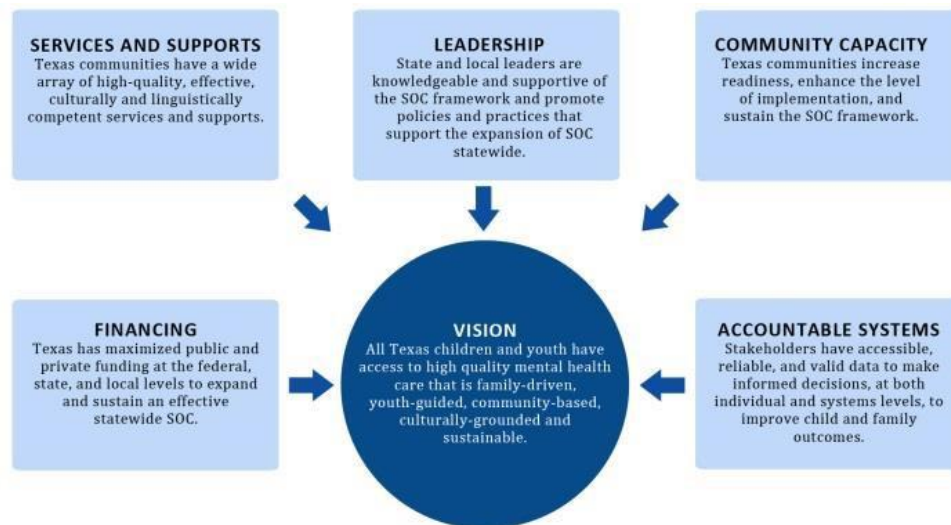 SERVICES AND SUPPORTS
Texas communities have a wide
array of high-quality, effective,
culturally and linguistically
competent services and supports.
LEADERSHIP
State and local leaders are
knowledgeable and supportive of
the SOC framework and promote
policies and practices that
support the expansion of SOC
statewide.
COMMUNITY CAPACITY
Texas communities increase
readiness, enhance the level
of implementation, and
sustain the SOC framework.
FINANCING
Texas has maximized public and
private funding at the federal,
state, and local levels to expand
and sustain an effective
statewide SOC.
VISION
All Texas children and youth have
access to high quality mental health
care that is family-driven,
youth-guided, community-based,
culturally-grounded and
sustainable.
ACCOUNTABLE SYSTEMS
Stakeholders have accessible,
reliable, and valid data to make
informed decisions, at both
individual and systems levels, to
improve child and family
outcomes.